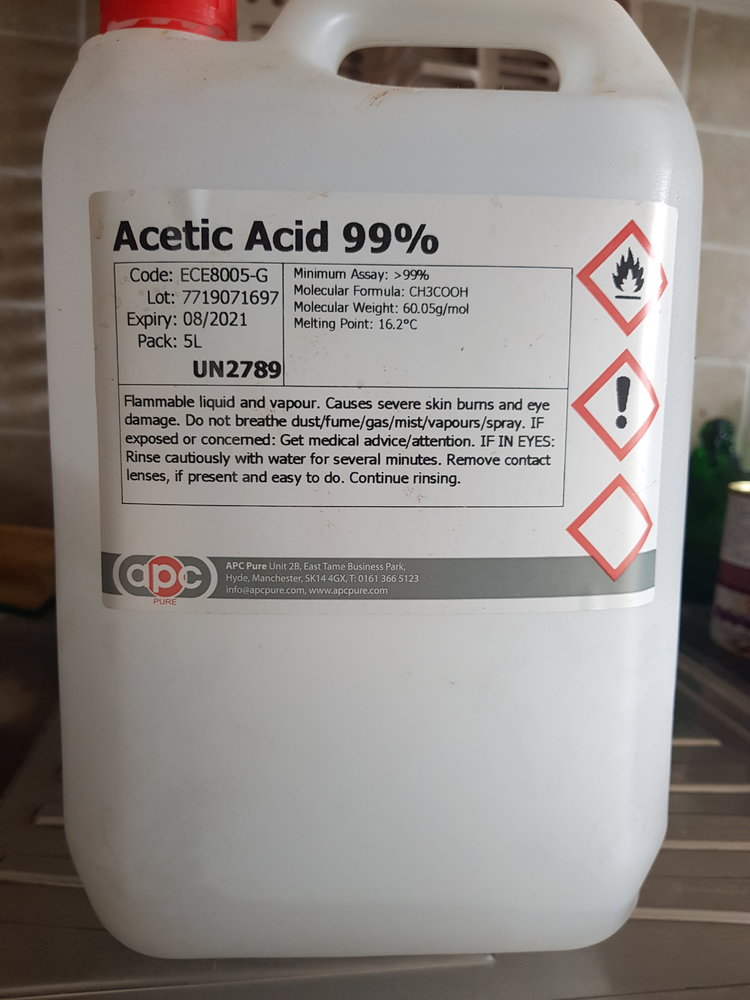 Acetic Acid 99%
Code: ECE8005-G
Lot: 7719071697
Expiry: 08/2021
Pack: 5L
UN2789
Minimum Assay: >99%
Molecular Formula: CH3COOH
Molecular Weight: 60.05g/mol
Melting Point: 16.2°C
Flammable liquid and vapour. Causes severe skin burns and eye
damage. Do not breathe dust/fume/gas/mist/vapours/spray. IF
exposed or concerned: Get medical advice/attention. IF IN EYES:
Rinse cautiously with water for several minutes. Remove contact
lenses, if present and easy to do. Continue rinsing.
apc
PURE
APC Pure Unit 2B, East Tame Business Park,
Hyde, Manchester, SK14 4GX, T: 0161 366 5123
info@apcpure.com, www.apcpure.com